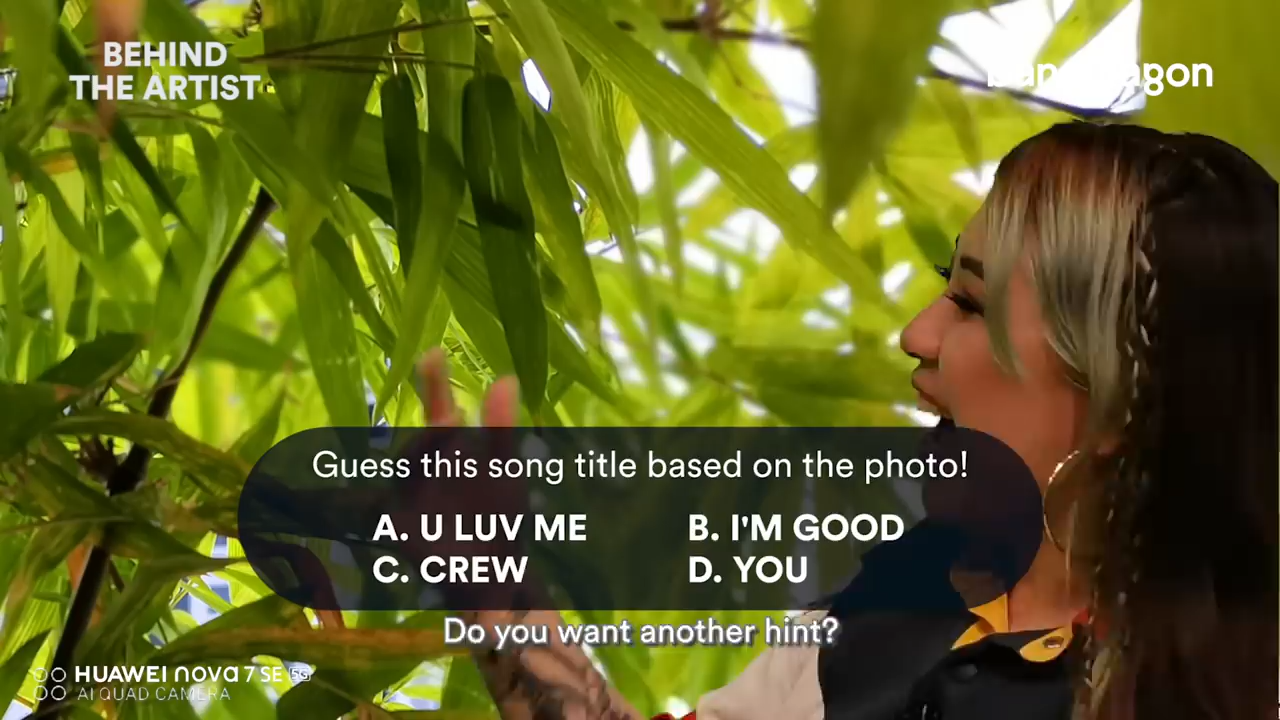 BEHIND
THE ARTIST
Guess this song title based on the photo!
A. U LUV ME
B. I'M GOOD
C. CREW
D. YOU
Do you want another hint?
HUAWEI nova 7 SE 5G
AI QUAD CAMERA